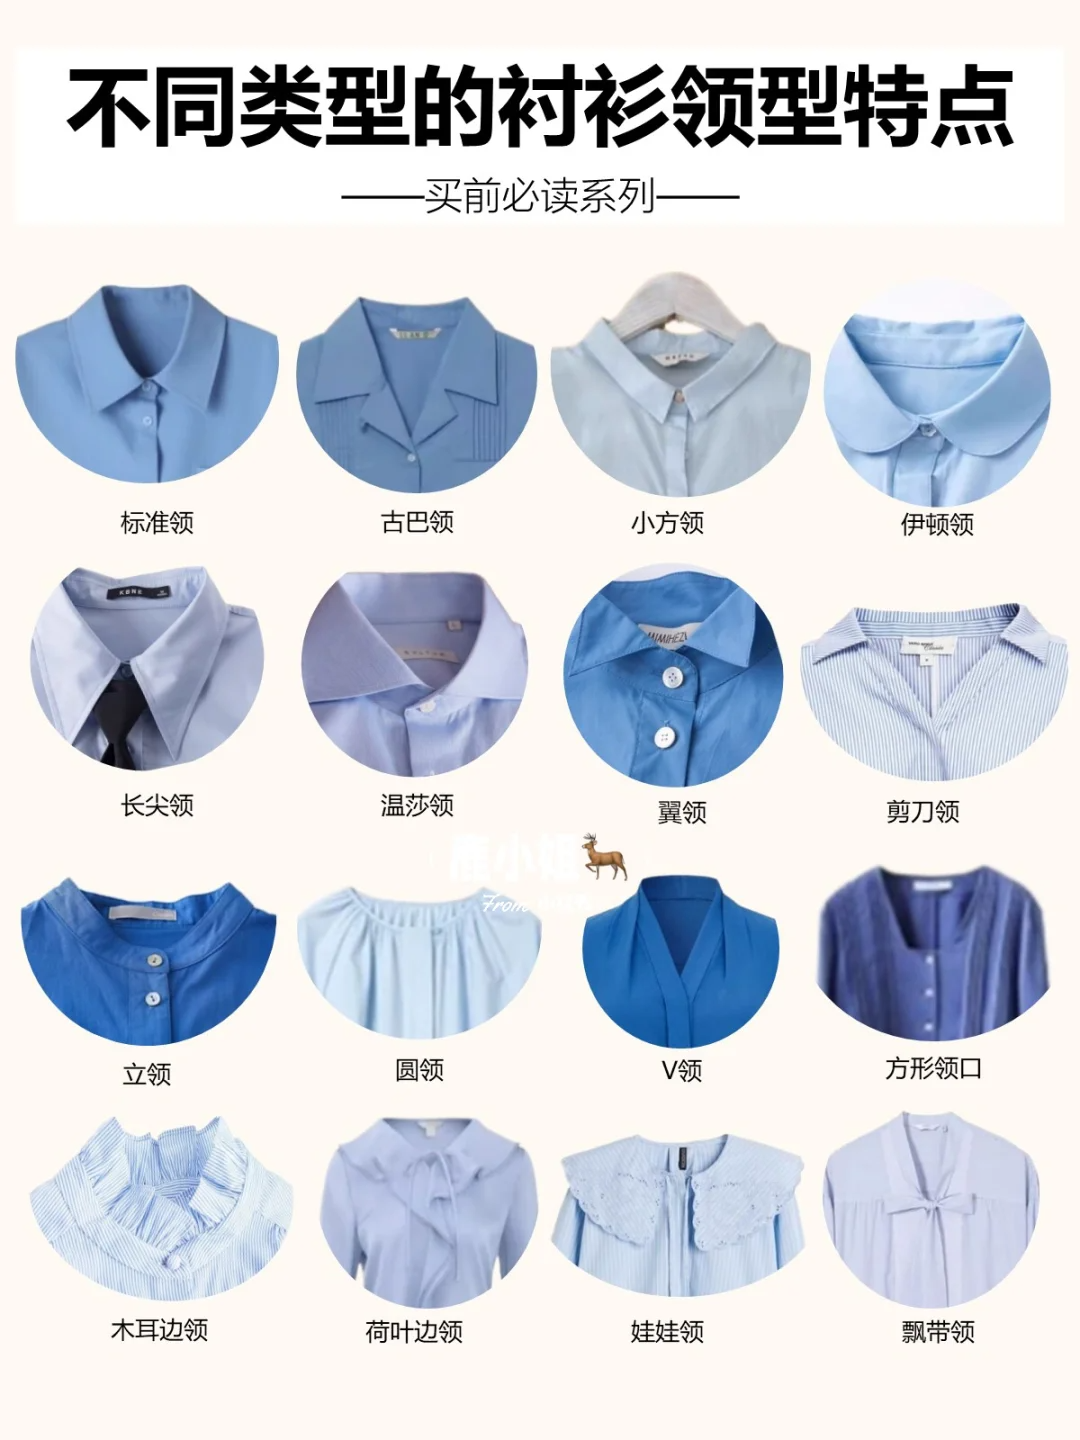 不同类型的衬衫领型特点
——买前必读系列——
标准领
古巴领
小方领
伊顿领
KBNE
长尖领
温莎领
MIMIHEZI
翼领
剪刀领
鹿小姐
From
立领
圆领
V领
方形领口
木耳边领
荷叶边领
娃娃领
飘带领